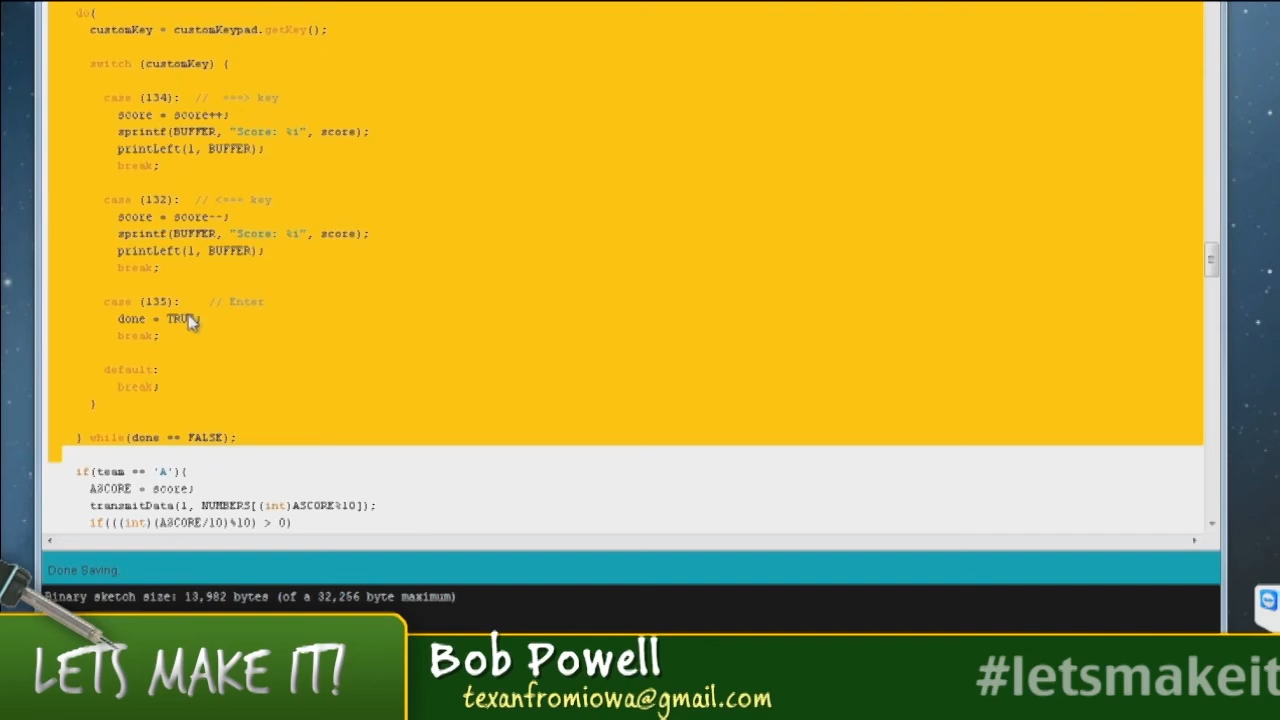 do{
customKey = customKeypad.getKey();
switch (customKey) {
case (134): // ===> key
score = score++;
sprintf(BUFFER, "Score: %i", score);
printLeft(1, BUFFER);
break;
case (132): // <=== key
score = score--;
sprintf(BUFFER, "Score: %i", score);
printLeft(1, BUFFER);
break;
case (135): // Enter
done = TRUE;
break;
default:
break;
}
} while(done == FALSE);
if(team == 'A'){
ASCORE = score;
transmitData(1, NUMBERS[(int)ASCORE%10]);
if(((int)(ASCORE/10)%10) > 0)
Done Saving.
Binary sketch size: 13,982 bytes (of a 32,256 byte maximum)
LETS MAKE IT!
Bob Powell
texanfromiowa@gmail.com
#letsmakeit